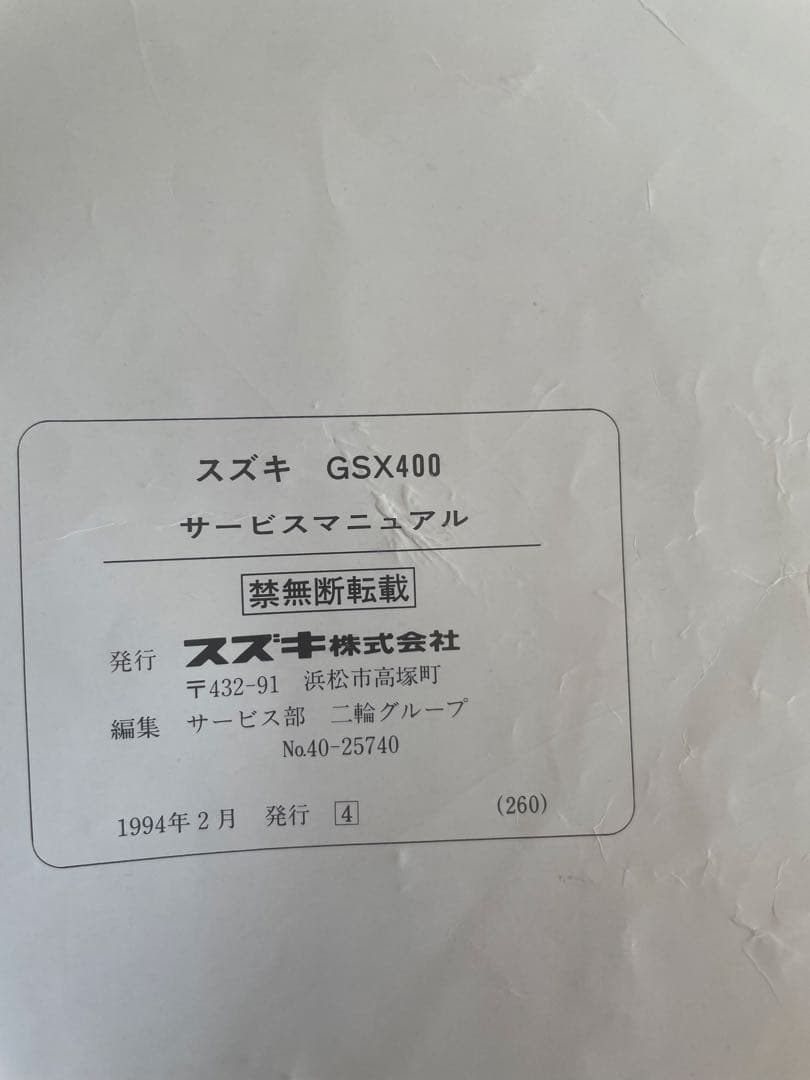 スズキ GSX400
サービスマニュアル
禁無断転載
発行 スズキ株式会社
〒432-91 浜松市高塚町
編集 サービス部 二輪グループ
No.40-25740
1994年2月 発行 4 (260)